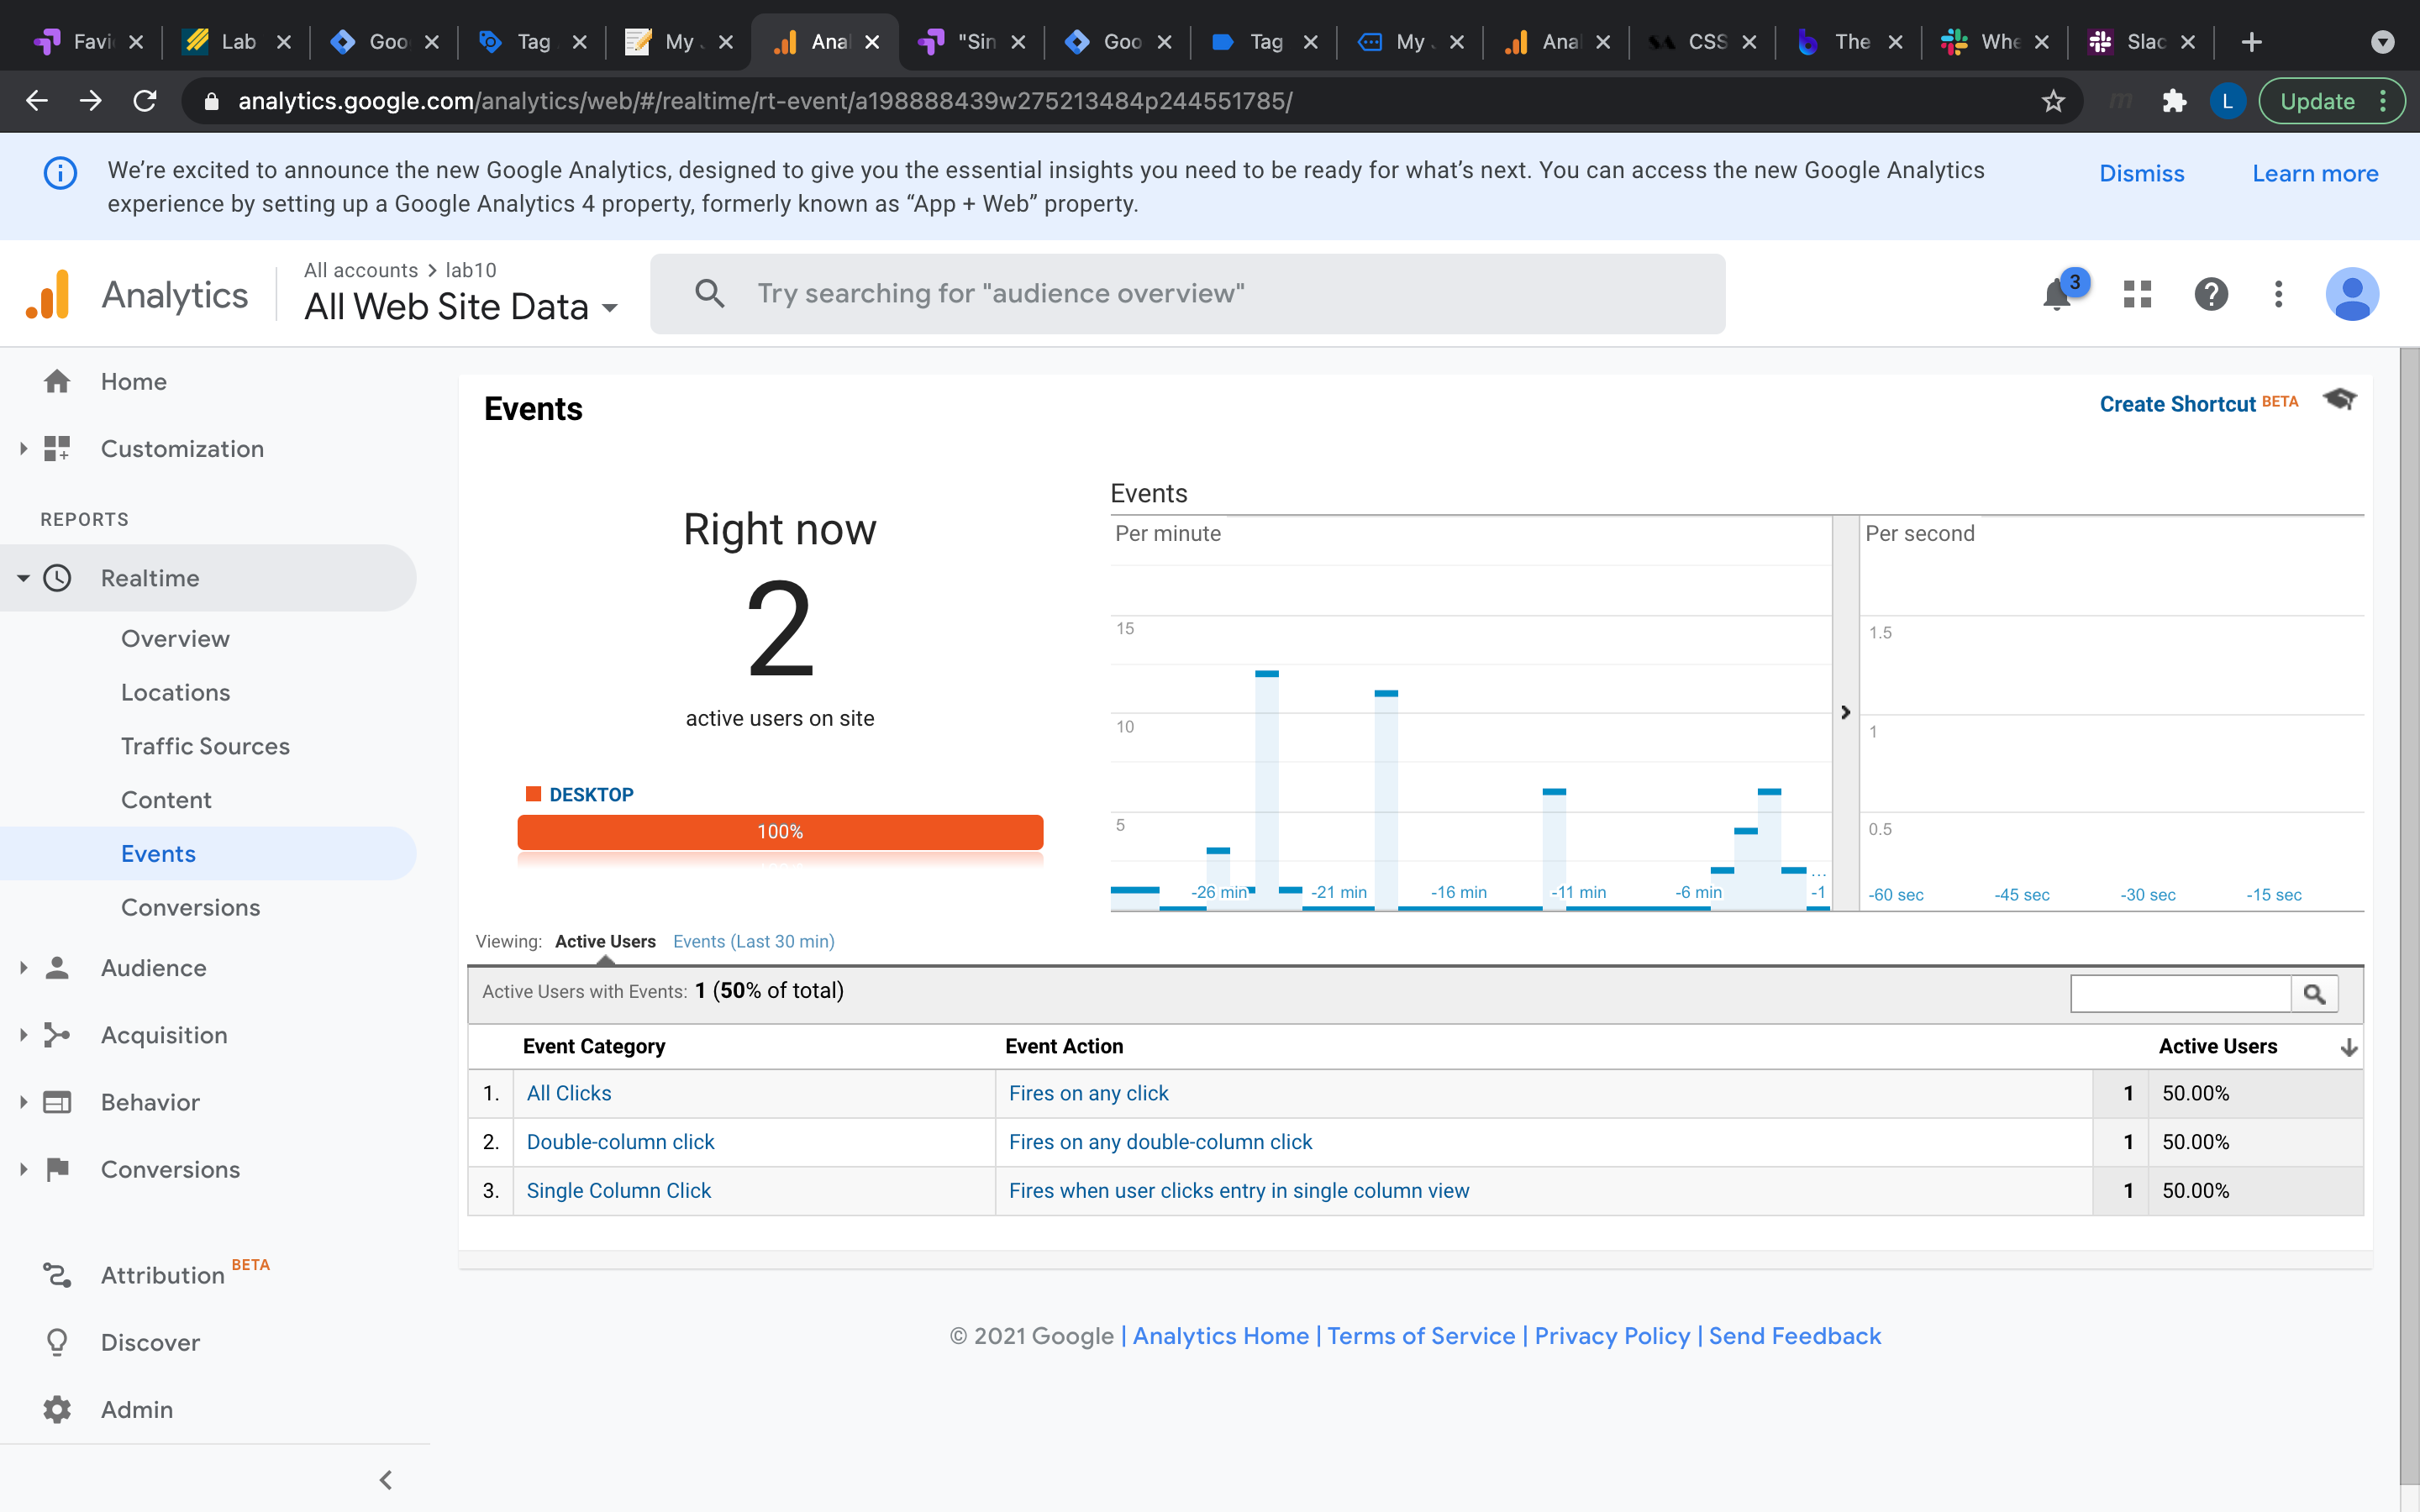 Favi
Lab
Goo
Tag
My
Ana
"Sin
Goo
Tag
My
Ana
CSS
The
Whe
Slac
analytics.google.com/analytics/web/#/realtime/rt-event/a198888439w275213484p244551785/
L
Update
We’re excited to announce the new Google Analytics, designed to give you the essential insights you need to be ready for what’s next. You can access the new Google Analytics
experience by setting up a Google Analytics 4 property, formerly known as “App + Web” property.
Dismiss
Learn more
Analytics
All accounts > lab10
All Web Site Data
Try searching for "audience overview"
3
Home
Customization
REPORTS
Realtime
Overview
Locations
Traffic Sources
Content
Events
Conversions
Audience
Acquisition
Behavior
Conversions
Attribution BETA
Discover
Admin
Events
Create Shortcut BETA
Right now
2
active users on site
DESKTOP
100%
Events
Per minute
15
10
5
-26 min
-21 min
-16 min
-11 min
-6 min
...
-1
Per second
1.5
1
0.5
-60 sec
-45 sec
-30 sec
-15 sec
Viewing: Active Users Events (Last 30 min)
Active Users with Events: 1 (50% of total)
Event Category Event Action Active Users
1. All Clicks Fires on any click 1 50.00%
2. Double-column click Fires on any double-column click 1 50.00%
3. Single Column Click Fires when user clicks entry in single column view 1 50.00%
© 2021 Google | Analytics Home | Terms of Service | Privacy Policy | Send Feedback